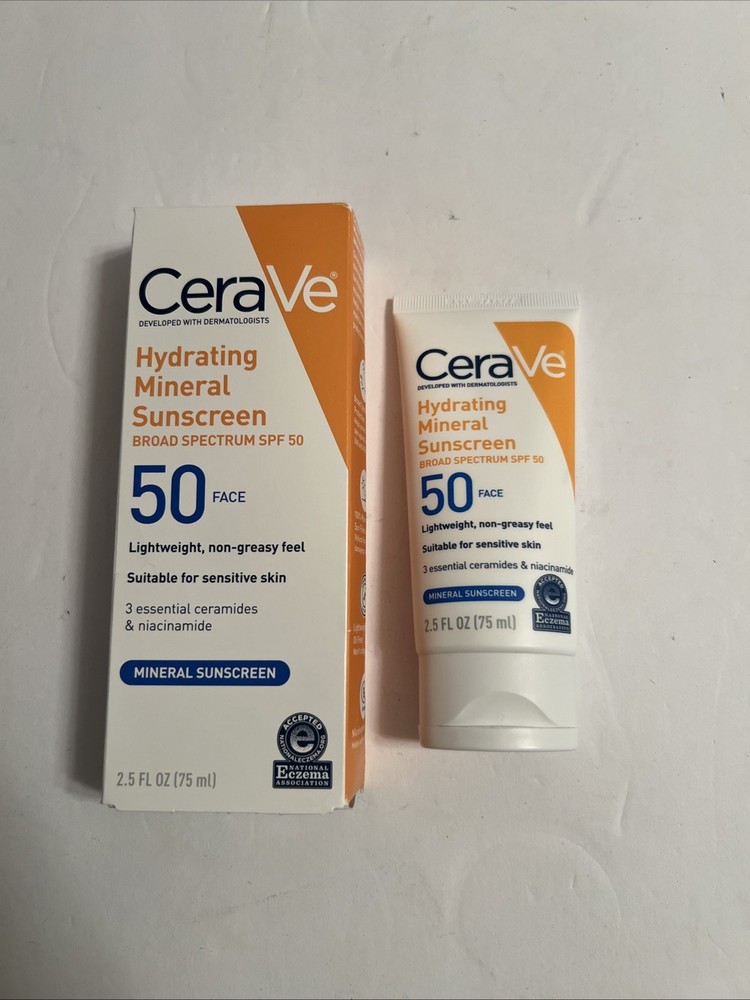 CeraVe®
DEVELOPED WITH DERMATOLOGISTS
Hydrating
Mineral
Sunscreen
BROAD SPECTRUM SPF 50
50 FACE
Lightweight, non-greasy feel
Suitable for sensitive skin
3 essential ceramides
& niacinamide
MINERAL SUNSCREEN
2.5 FL OZ (75 ml)
ACCEPTED
NATIONALECZEMA.ORG
e
NATIONAL
Eczema
ASSOCIATION
CeraVe
DEVELOPED WITH DERMATOLOGISTS
Hydrating
Mineral
Sunscreen
BROAD SPECTRUM SPF 50
50 FACE
Lightweight, non-greasy feel
Suitable for sensitive skin
3 essential ceramides & niacinamide
MINERAL SUNSCREEN
2.5 FL OZ (75 ml)
ACCEPTED
e
NATIONAL
Eczema
ASSOCIATION